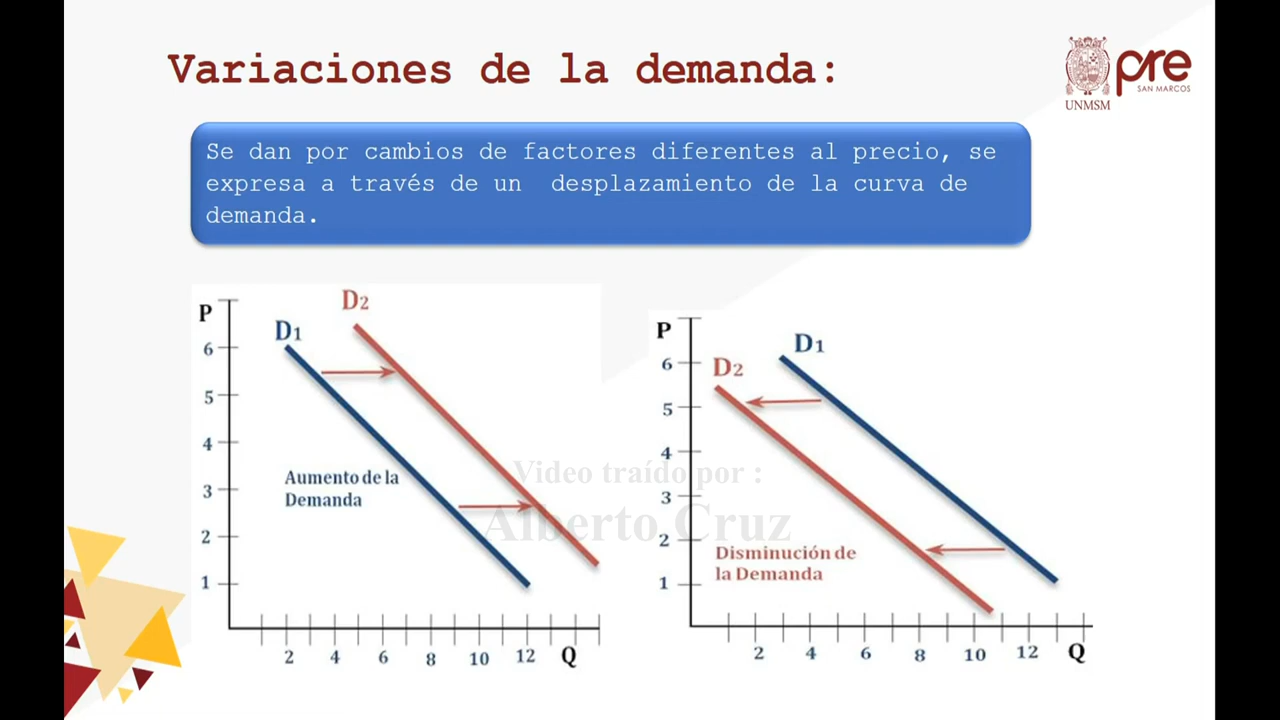 Variaciones de la demanda:
UNMSM
pre
SAN MARCOS
Se dan por cambios de factores diferentes al precio, se
expresa a través de un desplazamiento de la curva de
demanda.
P
D1
D2
6
5
4
3
2
1
Aumento de la
Demanda
2 4 6 8 10 12 Q
P
D2
D1
6
5
4
3
2
1
Disminución de
la Demanda
2 4 6 8 10 12 Q
Video traído por :
Alberto Cruz